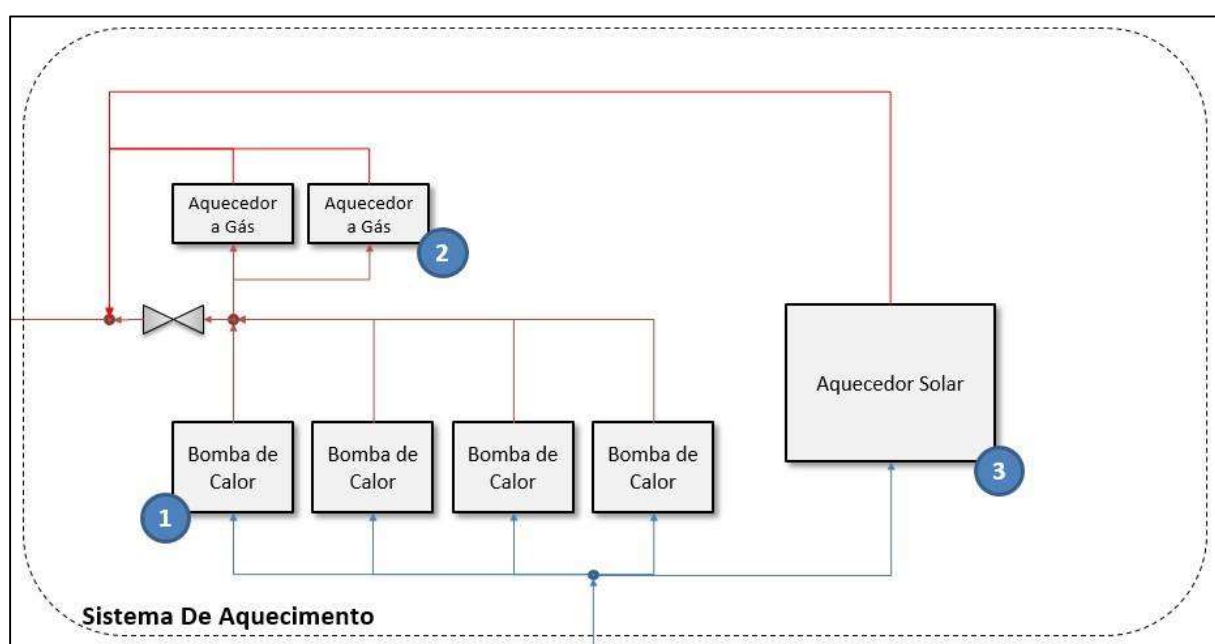 Aquecedor
a Gás
Aquecedor
a Gás
2
Aquecedor Solar
3
Bomba de
Calor
1
Bomba de
Calor
Bomba de
Calor
Bomba de
Calor
Sistema De Aquecimento